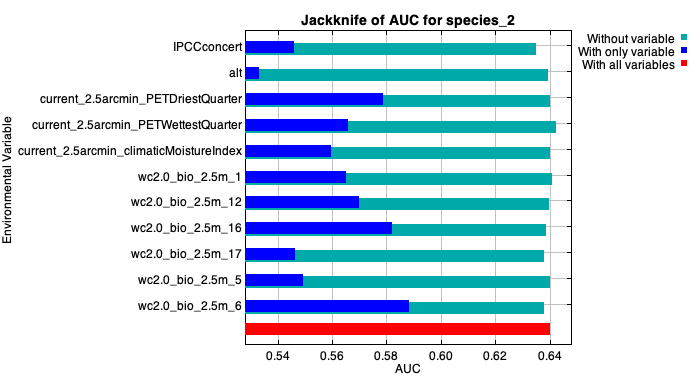 Jackknife of AUC for species_2
Without variable
With only variable
With all variables
Environmental Variable
IPCCconcert
alt
current_2.5arcmin_PETDriestQuarter
current_2.5arcmin_PETWettestQuarter
current_2.5arcmin_climaticMoistureIndex
wc2.0_bio_2.5m_1
wc2.0_bio_2.5m_12
wc2.0_bio_2.5m_16
wc2.0_bio_2.5m_17
wc2.0_bio_2.5m_5
wc2.0_bio_2.5m_6
0.54 0.56 0.58 0.60 0.62 0.64
AUC